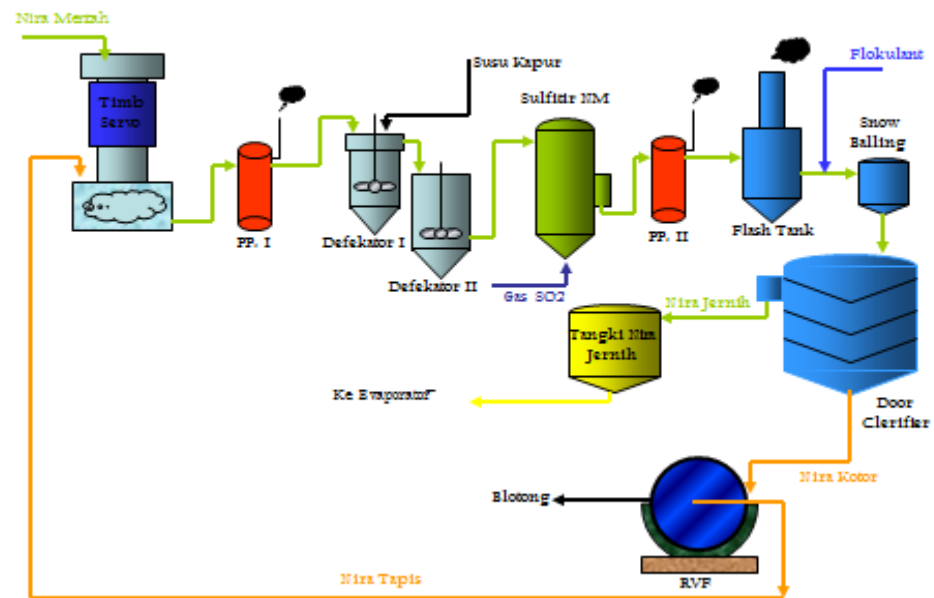 Nira Mentah
Susu Kapur
Flokulant
Sulfitir NM
Timb
Servo
Snow
Balling
PP. I
Defekator I
PP. II
Flash Tank
Defekator II
Gas SO2
Nira Jernih
Tangki Nira
Jernih
Ke Evaporator
Door
Clerifier
Nira Kotor
Blotong
Nira Tapis
RVF